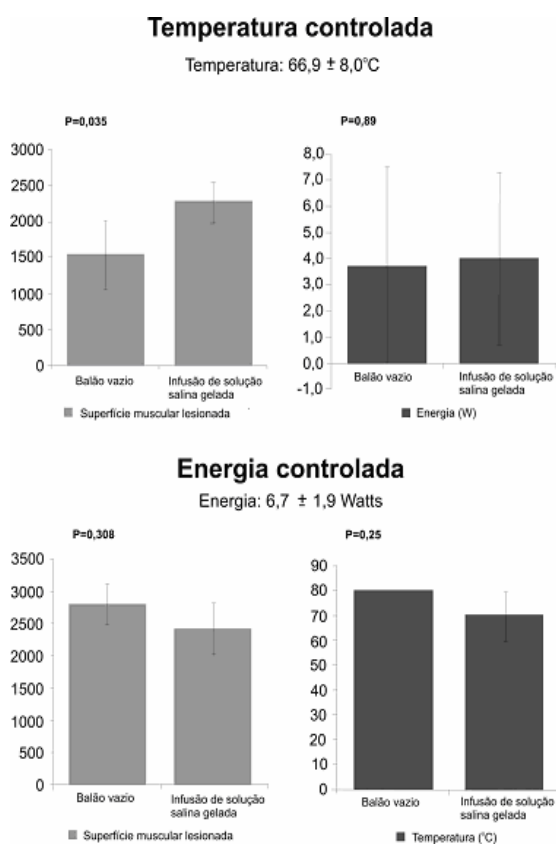 Temperatura controlada
Temperatura: 66,9 ± 8,0°C
P=0,035
3000
2500
2000
1500
1000
500
0
Balão vazio
Infusão de solução
salina gelada
Superfície muscular lesionada
P=0,89
8,0
7,0
6,0
5,0
4,0
3,0
2,0
1,0
0,0
-1,0
Balão vazio
Infusão de solução
salina gelada
Energia (W)
Energia controlada
Energia: 6,7 ± 1,9 Watts
P=0,308
3500
3000
2500
2000
1500
1000
500
0
Balão vazio
Infusão de solução
salina gelada
Superfície muscular lesionada
P=0,25
90
80
70
60
50
40
30
20
10
0
Balão vazio
Infusão de solução
salina gelada
Temperatura (°C)